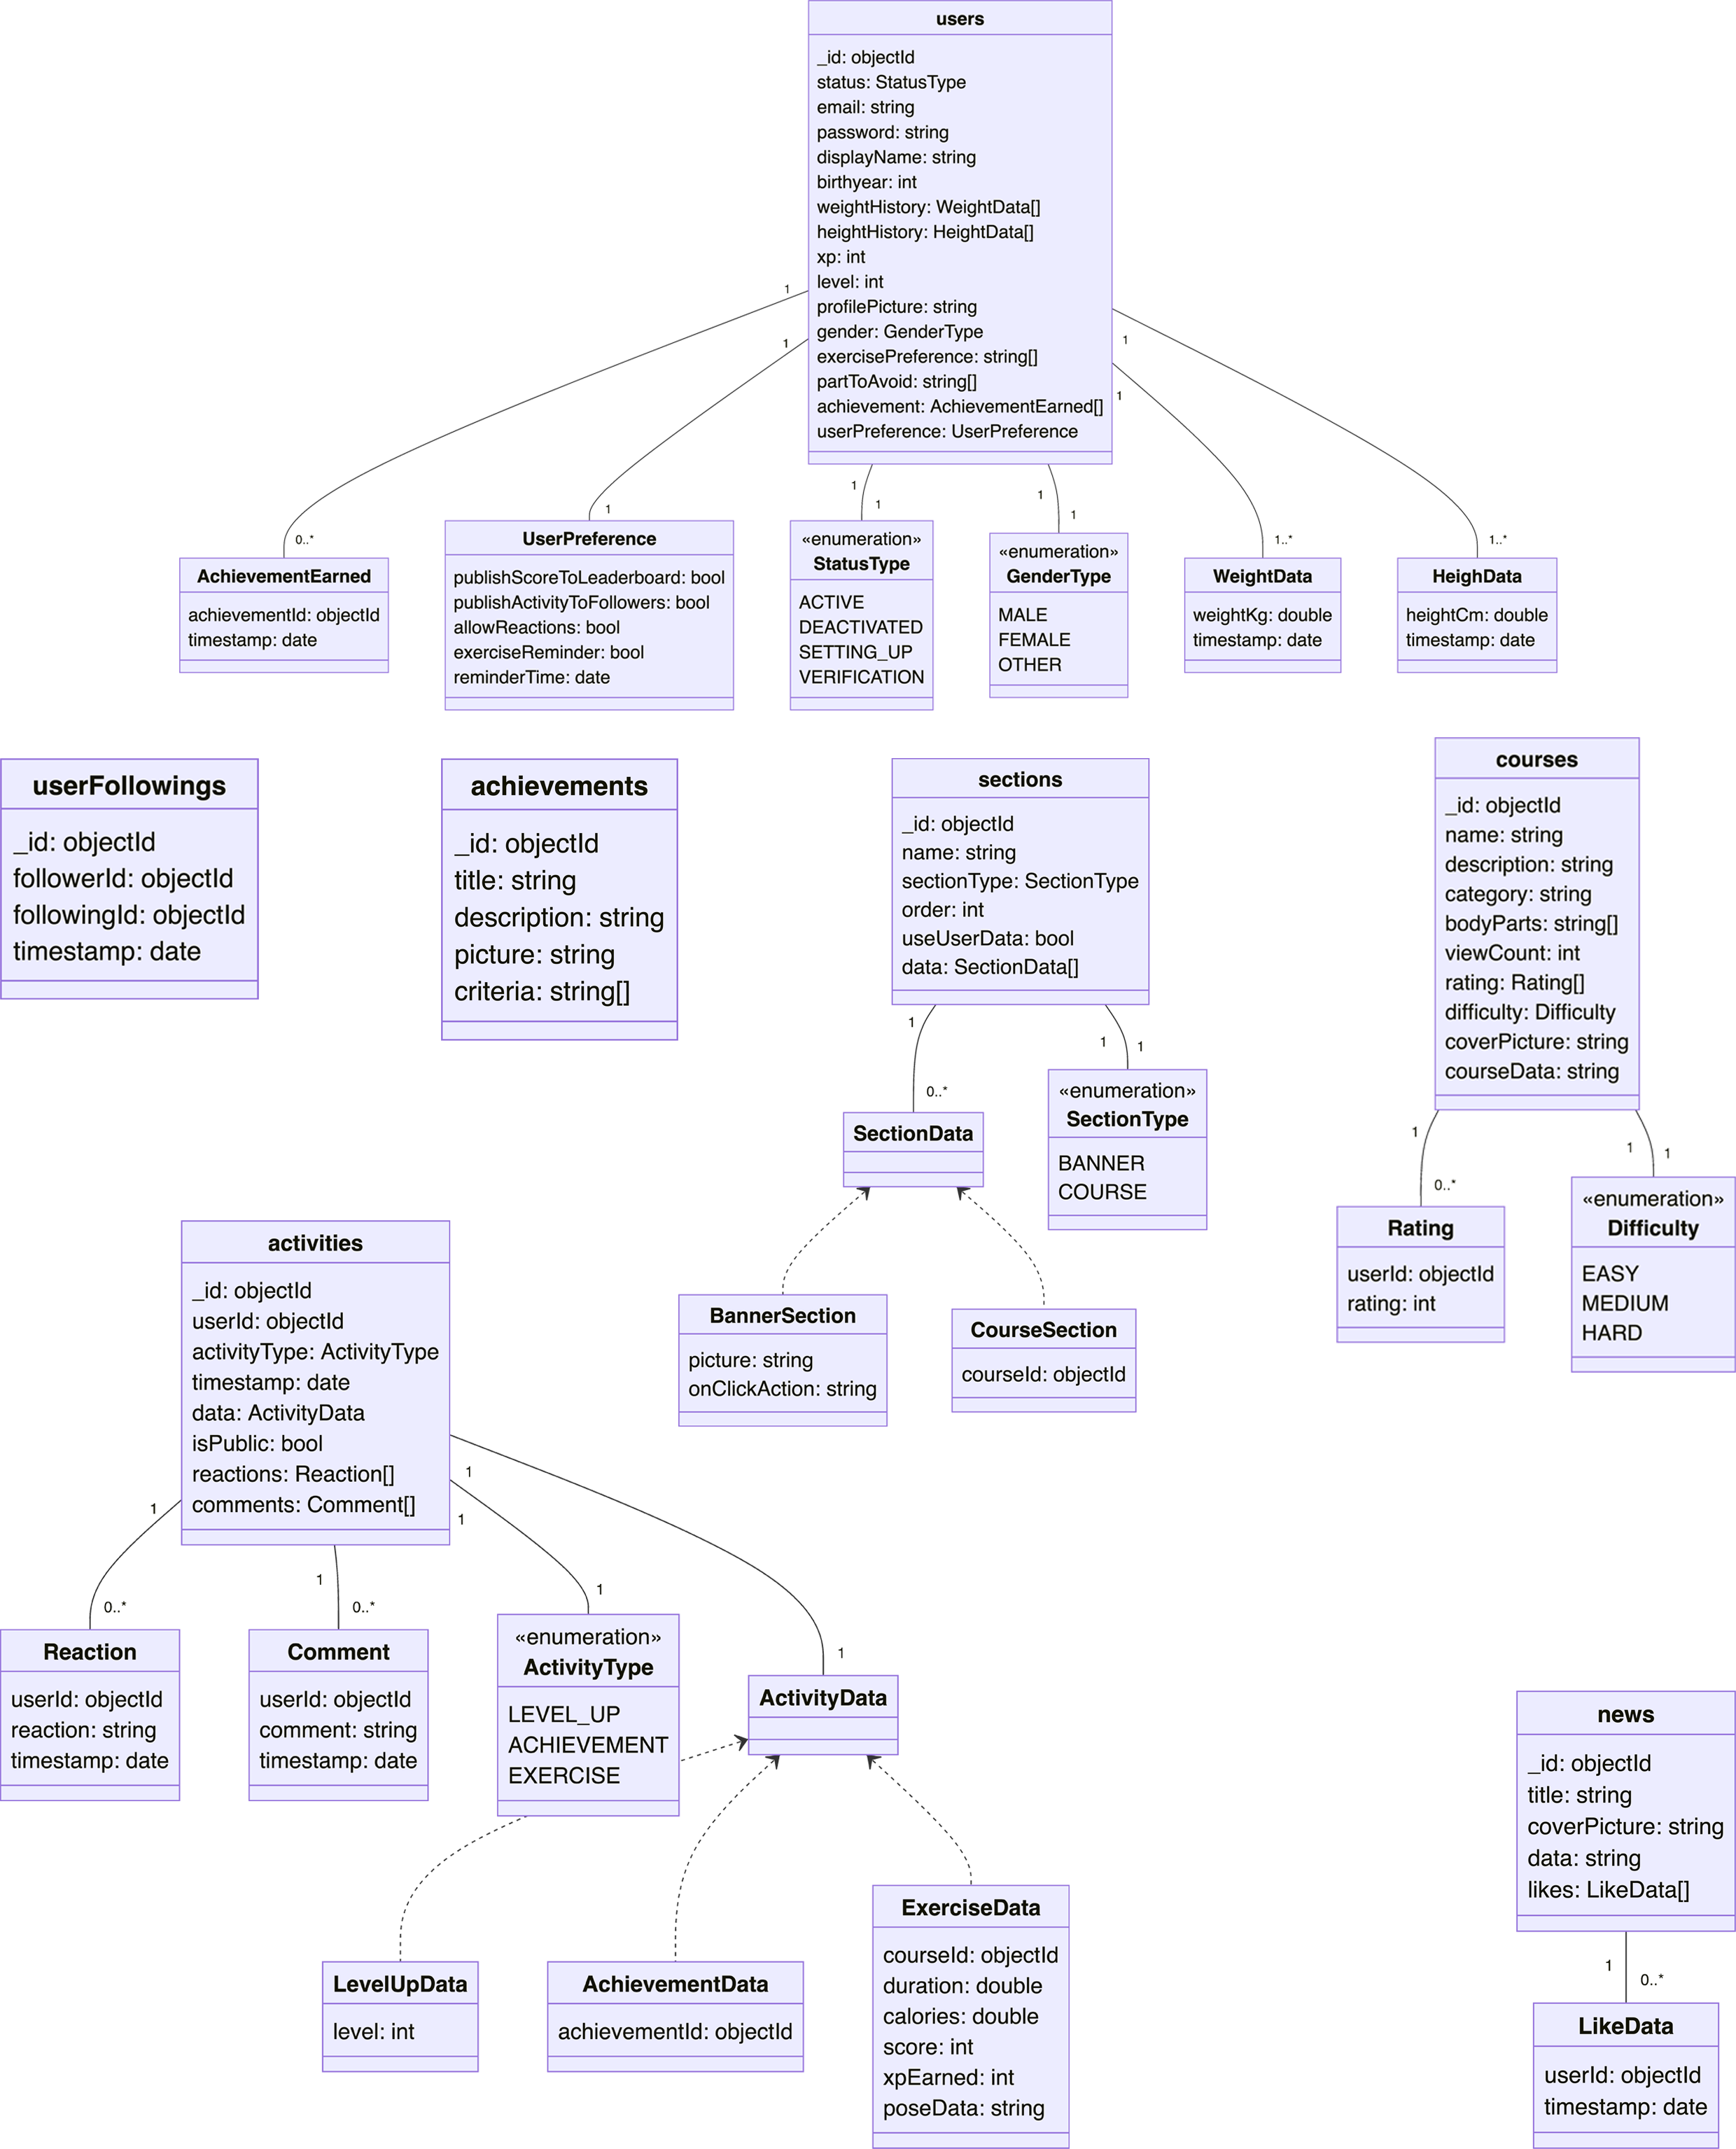 users
_id: objectId
status: StatusType
email: string
password: string
displayName: string
birthyear: int
weightHistory: WeightData[]
heightHistory: HeightData[]
xp: int
level: int
profilePicture: string
gender: GenderType
exercisePreference: string[]
partToAvoid: string[]
achievement: AchievementEarned[]
userPreference: UserPreference
1
1
1
1
1
1
1
1
0..*
1
1
1..*
1..*
AchievementEarned
achievementId: objectId
timestamp: date
UserPreference
publishScoreToLeaderboard: bool
publishActivityToFollowers: bool
allowReactions: bool
exerciseReminder: bool
reminderTime: date
«enumeration»
StatusType
ACTIVE
DEACTIVATED
SETTING_UP
VERIFICATION
«enumeration»
GenderType
MALE
FEMALE
OTHER
WeightData
weightKg: double
timestamp: date
HeighData
heightCm: double
timestamp: date
userFollowings
_id: objectId
followerId: objectId
followingId: objectId
timestamp: date
achievements
_id: objectId
title: string
description: string
picture: string
criteria: string[]
sections
_id: objectId
name: string
sectionType: SectionType
order: int
useUserData: bool
data: SectionData[]
1
1
1
0..*
SectionData
«enumeration»
SectionType
BANNER
COURSE
BannerSection
picture: string
onClickAction: string
CourseSection
courseId: objectId
courses
_id: objectId
name: string
description: string
category: string
bodyParts: string[]
viewCount: int
rating: Rating[]
difficulty: Difficulty
coverPicture: string
courseData: string
1
1
1
0..*
Rating
userId: objectId
rating: int
«enumeration»
Difficulty
EASY
MEDIUM
HARD
activities
_id: objectId
userId: objectId
activityType: ActivityType
timestamp: date
data: ActivityData
isPublic: bool
reactions: Reaction[]
comments: Comment[]
1
1
1
1
0..*
0..*
1
1
Reaction
userId: objectId
reaction: string
timestamp: date
Comment
userId: objectId
comment: string
timestamp: date
«enumeration»
ActivityType
LEVEL_UP
ACHIEVEMENT
EXERCISE
ActivityData
LevelUpData
level: int
AchievementData
achievementId: objectId
ExerciseData
courseId: objectId
duration: double
calories: double
score: int
xpEarned: int
poseData: string
news
_id: objectId
title: string
coverPicture: string
data: string
likes: LikeData[]
1
0..*
LikeData
userId: objectId
timestamp: date